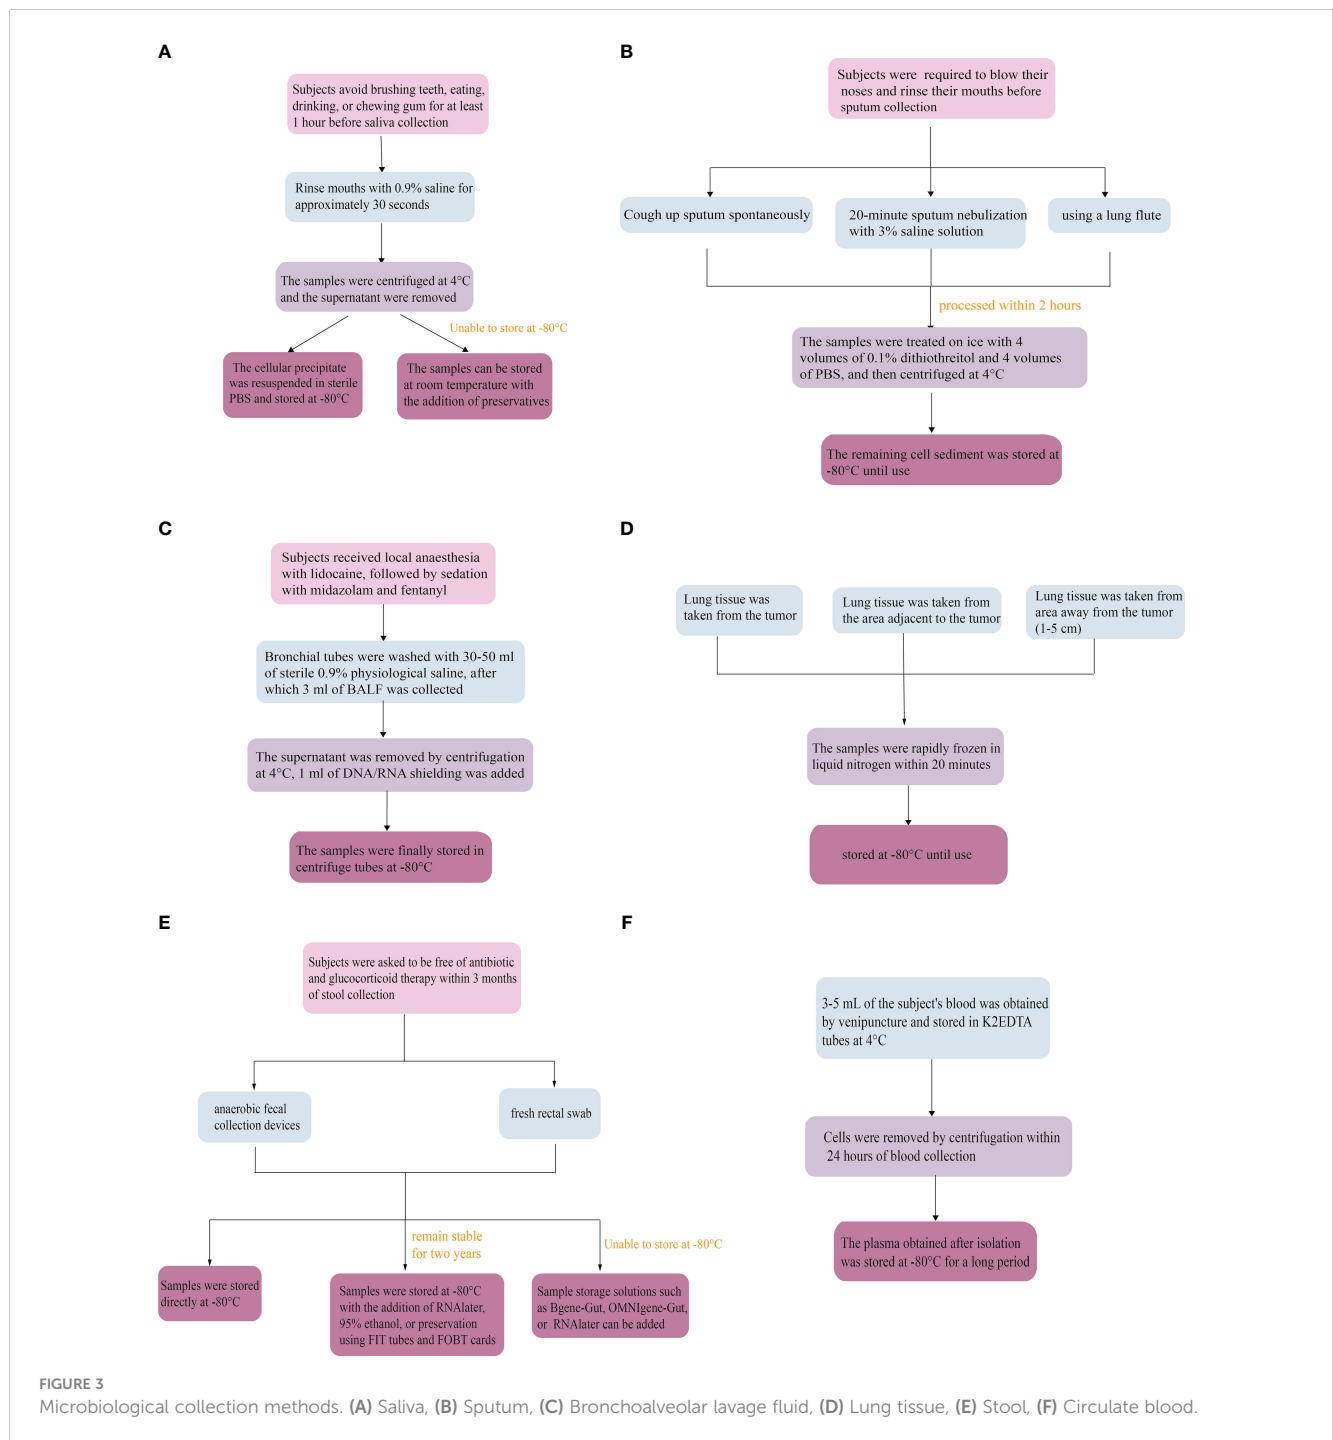 A
Subjects avoid brushing teeth, eating,
drinking, or chewing gum for at least
1 hour before saliva collection
Rinse mouths with 0.9% saline for
approximately 30 seconds
The samples were centrifuged at 4°C
and the supernatant were removed
Unable to store at -80°C
The cellular precipitate
was resuspended in sterile
PBS and stored at -80°C
The samples can be stored
at room temperature with
the addition of preservatives
B
Subjects were required to blow their
noses and rinse their mouths before
sputum collection
Cough up sputum spontaneously
20-minute sputum nebulization
with 3% saline solution
using a lung flute
processed within 2 hours
The samples were treated on ice with 4
volumes of 0.1% dithiothreitol and 4 volumes
of PBS, and then centrifuged at 4°C
The remaining cell sediment was stored at
-80°C until use
C
Subjects received local anaesthesia
with lidocaine, followed by sedation
with midazolam and fentanyl
Bronchial tubes were washed with 30-50 ml
of sterile 0.9% physiological saline, after
which 3 ml of BALF was collected
The supernatant was removed by centrifugation
at 4°C, 1 ml of DNA/RNA shielding was added
The samples were finally stored in
centrifuge tubes at -80°C
D
Lung tissue was
taken from the tumor
Lung tissue was taken from
the area adjacent to the tumor
Lung tissue was taken from
area away from the tumor
(1-5 cm)
The samples were rapidly frozen in
liquid nitrogen within 20 minutes
stored at -80°C until use
E
Subjects were asked to be free of antibiotic
and glucocorticoid therapy within 3 months
of stool collection
anaerobic fecal
collection devices
fresh rectal swab
remain stable
for two years
Unable to store at -80°C
Samples were stored
directly at -80°C
Samples were stored at -80°C
with the addition of RNAlater,
95% ethanol, or preservation
using FIT tubes and FOBT cards
Sample storage solutions such
as Bgene-Gut, OMNIgene-Gut,
or RNAlater can be added
F
3-5 mL of the subject's blood was obtained
by venipuncture and stored in K2EDTA
tubes at 4°C
Cells were removed by centrifugation within
24 hours of blood collection
The plasma obtained after isolation
was stored at -80°C for a long period
FIGURE 3
Microbiological collection methods. (A) Saliva, (B) Sputum, (C) Bronchoalveolar lavage fluid, (D) Lung tissue, (E) Stool, (F) Circulate blood.